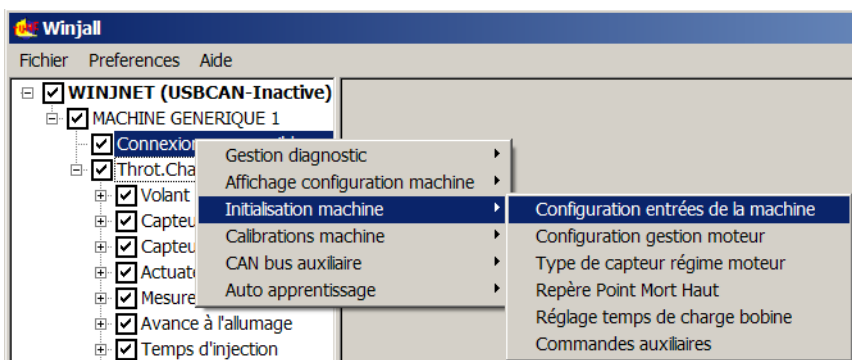 Winjall
Fichier Preferences Aide
WINJNET (USBCAN-Inactive)
MACHINE GENERIQUE 1
Connexion
Throt.Cha
Volant
Capteu
Capteu
Actuate
Mesure
Avance à l'allumage
Temps d'injection
Gestion diagnostic
Affichage configuration machine
Initialisation machine
Calibrations machine
CAN bus auxiliaire
Auto apprentissage
Configuration entrées de la machine
Configuration gestion moteur
Type de capteur régime moteur
Repère Point Mort Haut
Réglage temps de charge bobine
Commandes auxiliaires